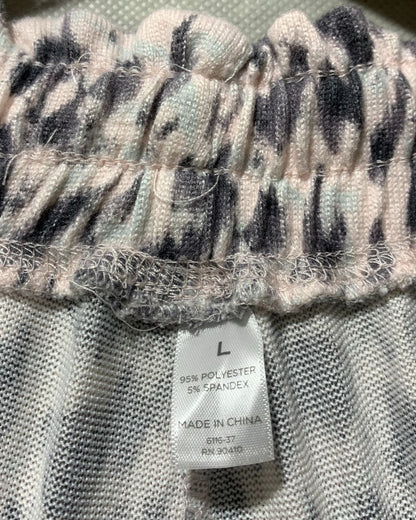 L
95% POLYESTER
5% SPANDEX
MADE IN CHINA
6116-37
RN 90410